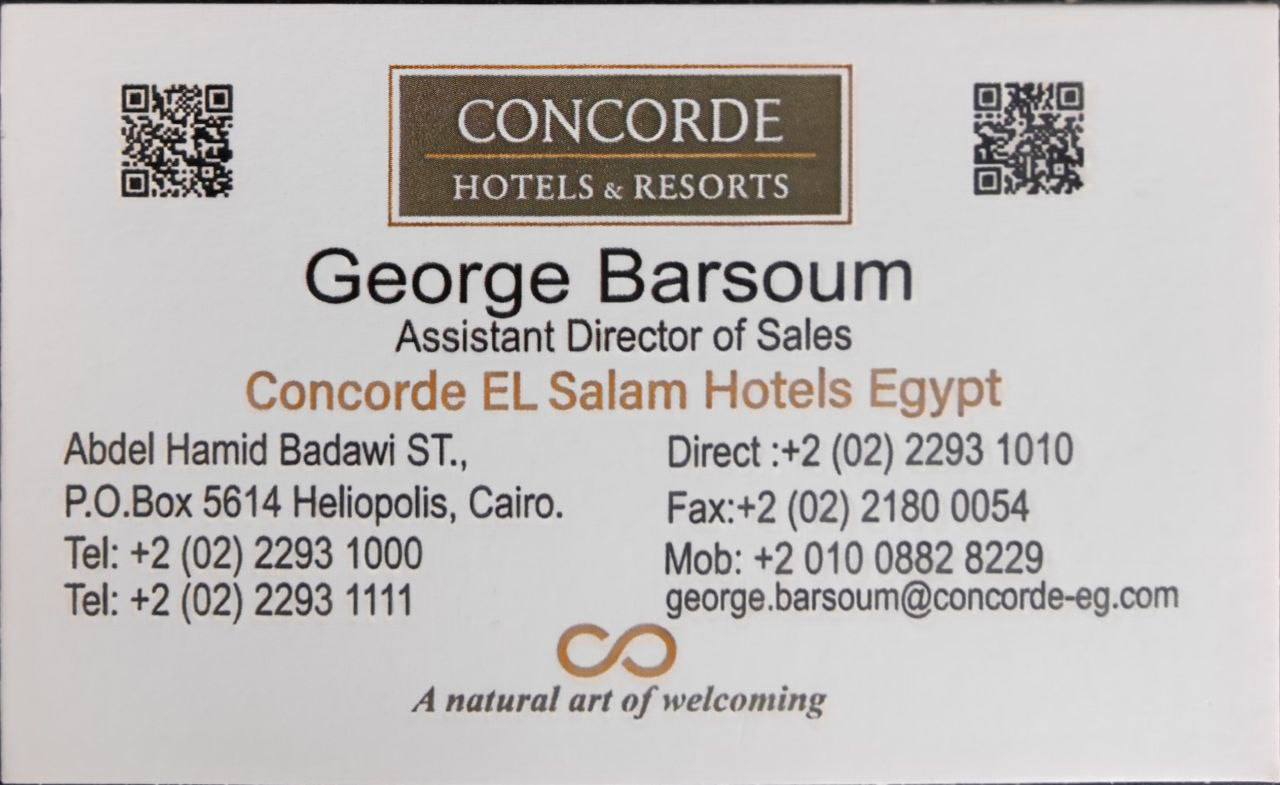 CONCORDE
HOTELS & RESORTS
George Barsoum
Assistant Director of Sales
Concorde EL Salam Hotels Egypt
Abdel Hamid Badawi ST.,
P.O.Box 5614 Heliopolis, Cairo.
Tel: +2 (02) 2293 1000
Tel: +2 (02) 2293 1111
Direct :+2 (02) 2293 1010
Fax:+2 (02) 2180 0054
Mob: +2 010 0882 8229
george.barsoum@concorde-eg.com
A natural art of welcoming